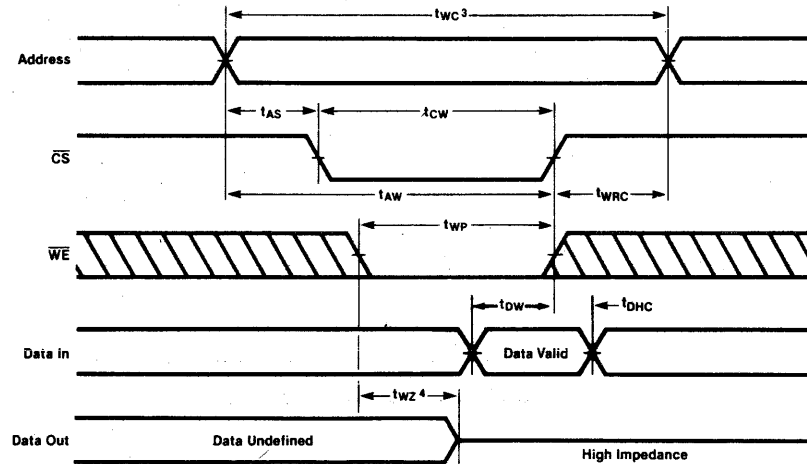 tWC3
Address
tAS
tCW
CS
tAW
tWRC
tWP
WE
tDW
tDHC
Data In
Data Valid
tWZ4
Data Out
Data Undefined
High Impedance